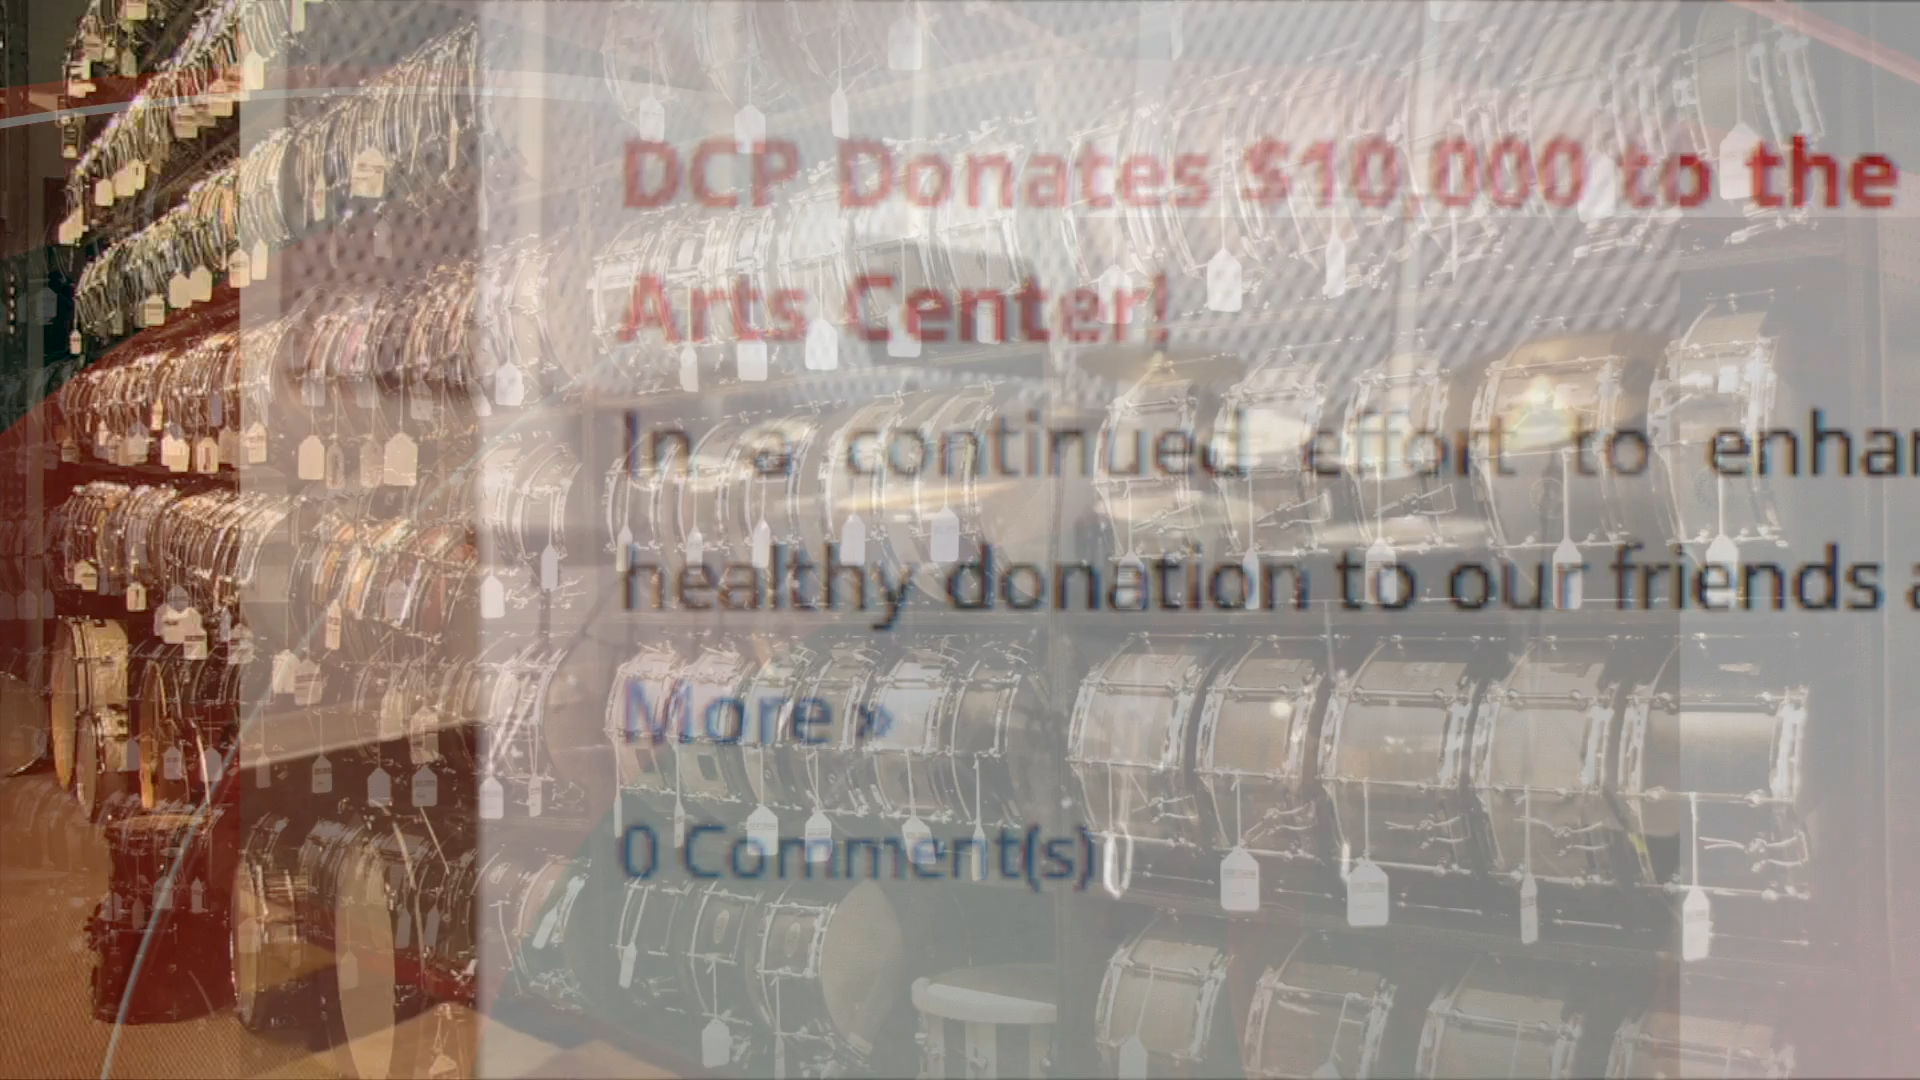 DCP Donates $10,000 to the
Arts Center!
In a continued effort to
healthy donation to our friends
More »
0 Comment(s)